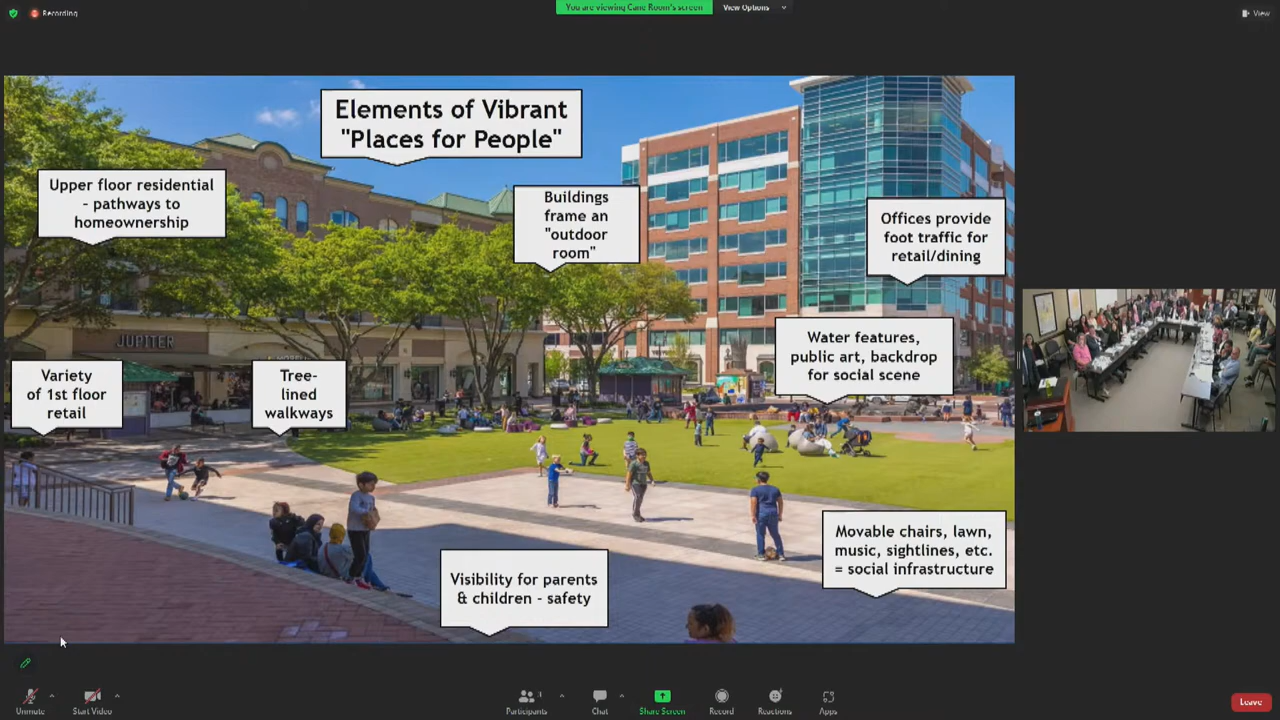 Recording
You are viewing Cane Room's screen
View Options
View
Elements of Vibrant
"Places for People"
Upper floor residential
- pathways to
homeownership
Buildings
frame an
"outdoor
room"
Offices provide
foot traffic for
retail/dining
JUPITER
Water features,
public art, backdrop
for social scene
Variety
of 1st floor
retail
Tree-
lined
walkways
Movable chairs, lawn,
music, sightlines, etc.
= social infrastructure
Visibility for parents
& children - safety
Unmute
Start Video
Participants
1
Chat
Share Screen
Record
Reactions
Apps
Leave